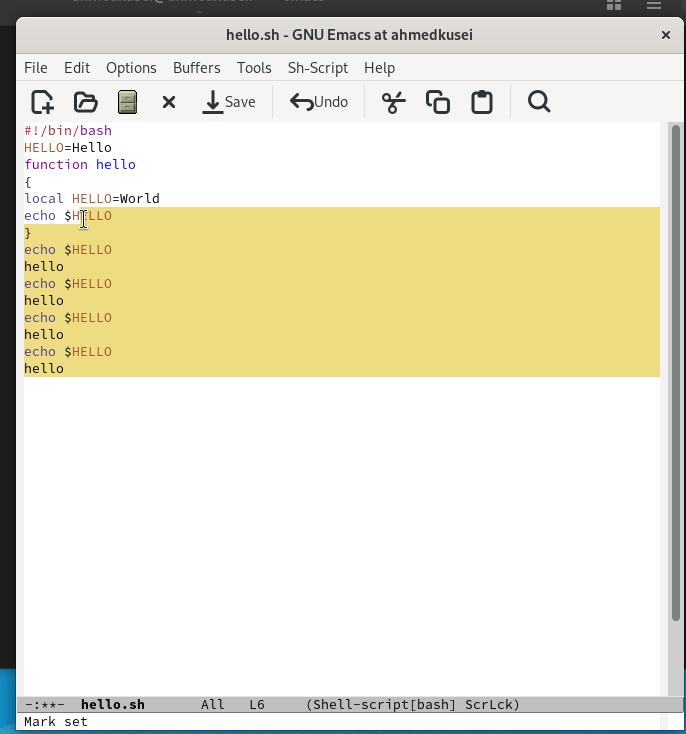 hello.sh - GNU Emacs at ahmedkusei
File Edit Options Buffers Tools Sh-Script Help
Save Undo
#!/bin/bash
HELLO=Hello
function hello
{
local HELLO=World
echo $HELLO
}
echo $HELLO
hello
echo $HELLO
hello
echo $HELLO
hello
echo $HELLO
hello
-:**- hello.sh All L6 (Shell-script[bash] ScrLck)
Mark set